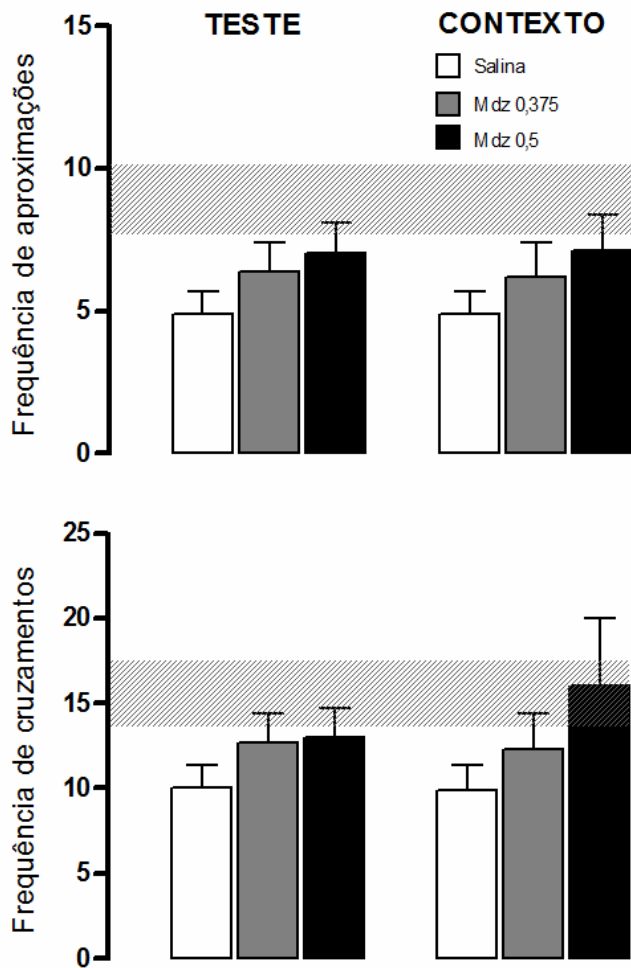 TESTE
CONTEXTO
Salina
Mdz 0,375
Mdz 0,5
Frequência de aproximações
15
10
5
0
Frequência de cruzamentos
25
20
15
10
5
0